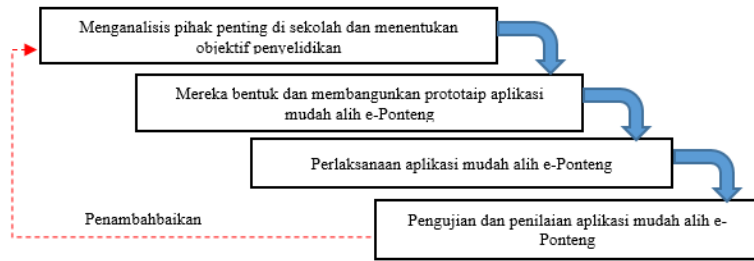 Menganalisis pihak penting di sekolah dan menentukan
objektif penyelidikan
Mereka bentuk dan membangunkan prototaip aplikasi
mudah alih e-Ponteng
Perlaksanaan aplikasi mudah alih e-Ponteng
Penambahbaikan
Pengujian dan penilaian aplikasi mudah alih e-
Ponteng